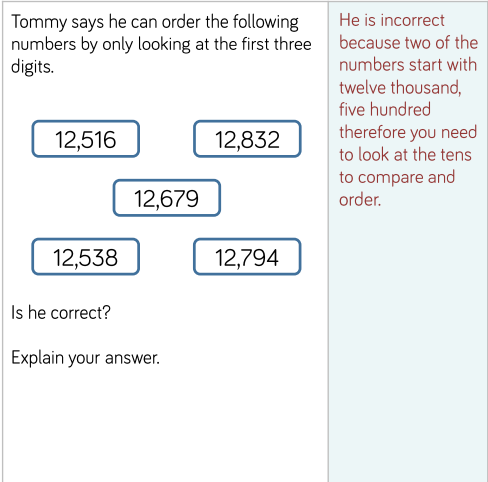 Tommy says he can order the following
numbers by only looking at the first three
digits.
12,516
12,832
12,679
12,538
12,794
Is he correct?
Explain your answer.
He is incorrect
because two of the
numbers start with
twelve thousand,
five hundred
therefore you need
to look at the tens
to compare and
order.